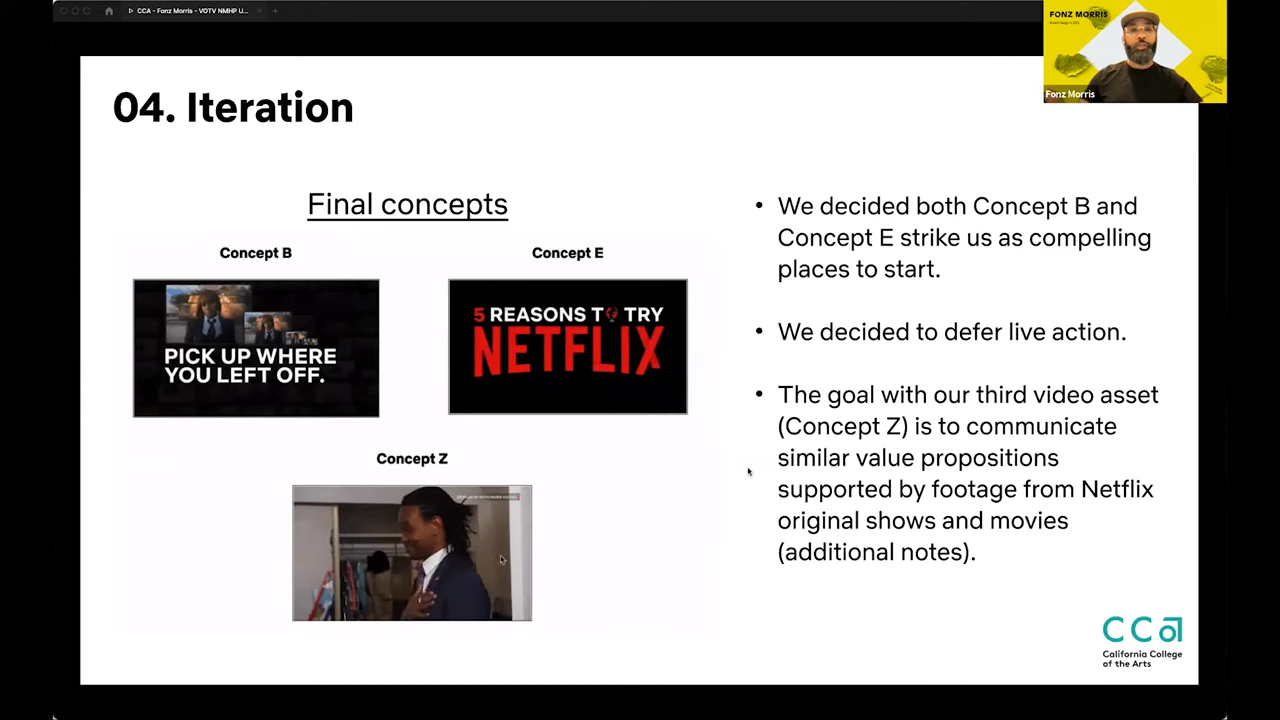 CCA - Fonz Morris - VOTV NMHP U...
FONZ MORRIS
Fonz Morris
04. Iteration
Final concepts
Concept B
PICK UP WHERE
YOU LEFT OFF.
Concept E
5 REASONS TO TRY
NETFLIX
Concept Z
• We decided both Concept B and
Concept E strike us as compelling
places to start.
• We decided to defer live action.
• The goal with our third video asset
(Concept Z) is to communicate
similar value propositions
supported by footage from Netflix
original shows and movies
(additional notes).
CCA
California College
of the Arts